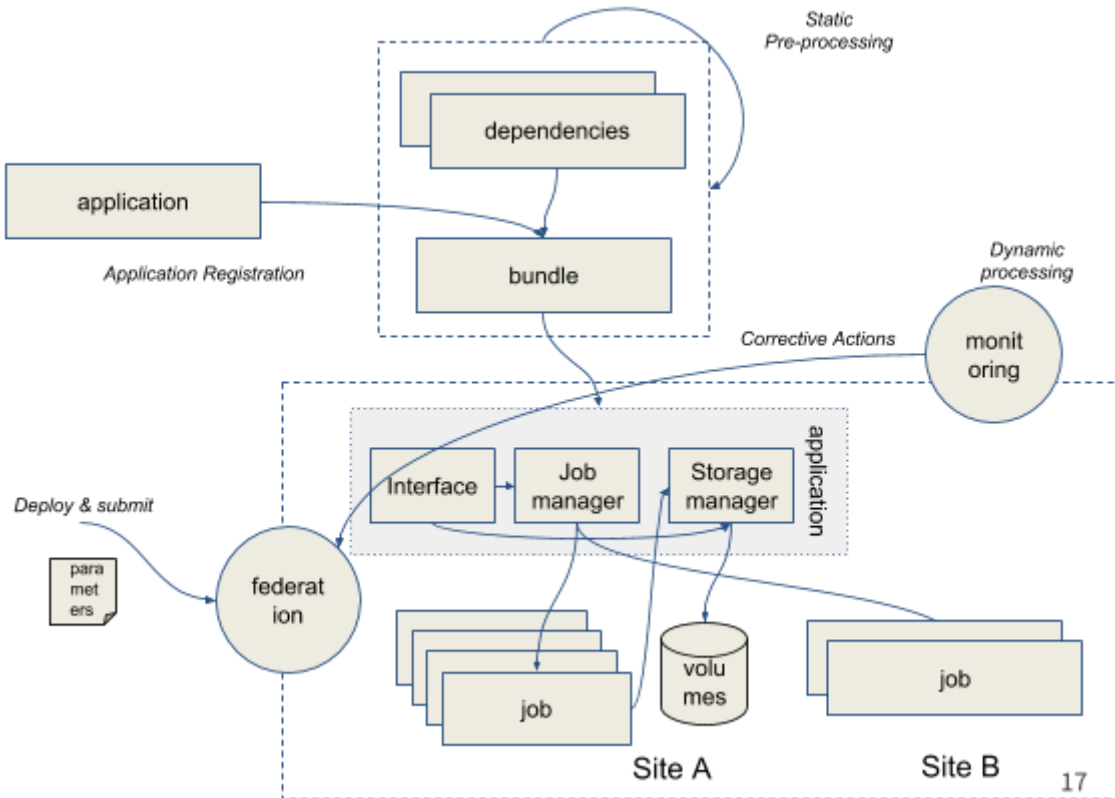 Static
Pre-processing
dependencies
application
Application Registration
bundle
Dynamic
processing
Corrective Actions
monit
oring
application
Interface
Job
manager
Storage
manager
Deploy & submit
para
met
ers
federat
ion
volu
mes
job
job
Site A
Site B
17